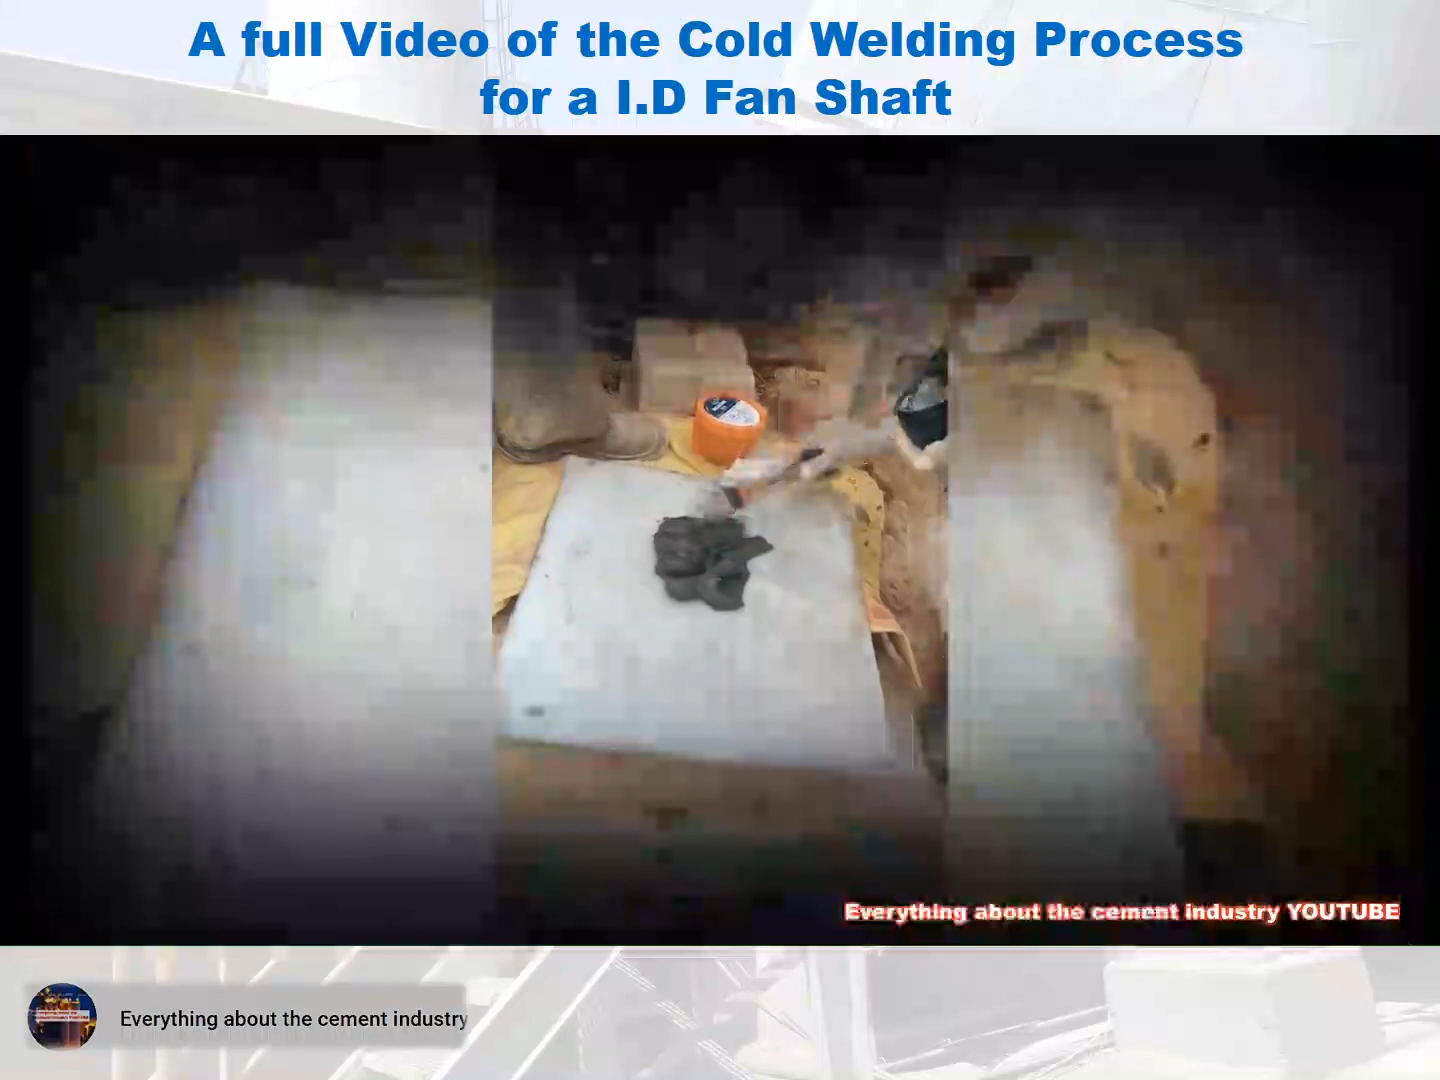 A full Video of the Cold Welding Process
for a I.D Fan Shaft
Everything about the cement industry YOUTUBE
Everything about the cement industry